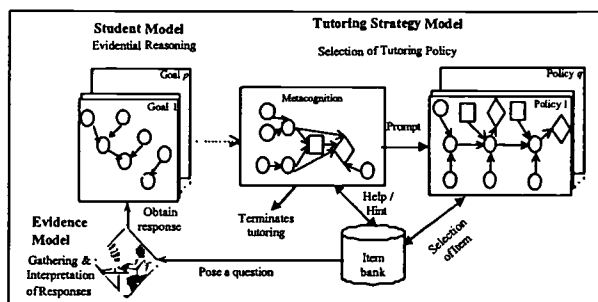 Student Model
Evidential Reasoning
Tutoring Strategy Model
Selection of Tutoring Policy
Goal p
Goal 1
Metacognition
Policy q
Policy 1
Prompt
Terminates
tutoring
Help /
Hint
Obtain
response
Selection
of Item
Evidence
Model
Gathering &
Interpretation
of Responses
Pose a question
Item
bank